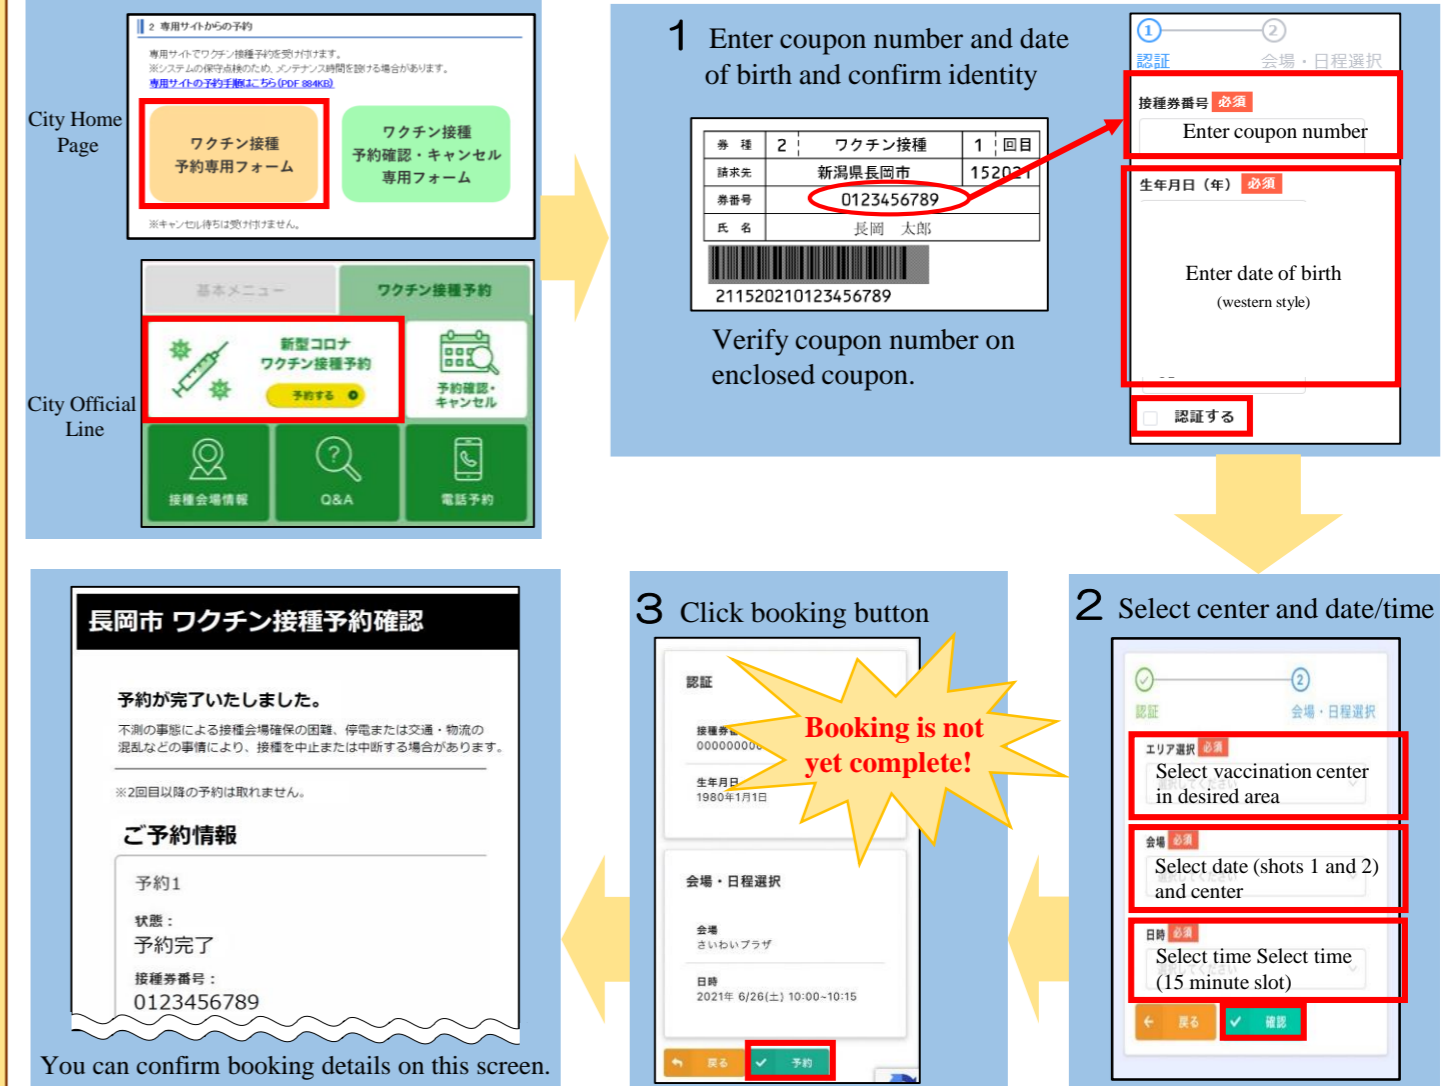 2 専用サイトからの予約
専用サイトでワクチン接種予約を受け付けます。
※システムの保守点検のため、メンテナンス時間を設ける場合があります。
専用サイトの予約手順はこちら(PDF 884KB)
City Home
Page
ワクチン接種
予約専用フォーム
ワクチン接種
予約確認・キャンセル
専用フォーム
※キャンセル待ちは受け付けません。
基本メニュー
ワクチン接種予約
City Official
Line
新型コロナ
ワクチン接種予約
予約する
予約確認・
キャンセル
接種会場情報
Q&A
電話予約
1 Enter coupon number and date
of birth and confirm identity
券 種 2 ワクチン接種 1 回目
請求先 新潟県長岡市 152021
券番号 0123456789
氏 名 長岡 太郎
211520210123456789
Verify coupon number on
enclosed coupon.
1 2
認証 会場・日程選択
接種券番号 必須
Enter coupon number
生年月日（年） 必須
Enter date of birth
(western style)
認証する
2 Select center and date/time
2
認証 会場・日程選択
エリア選択 必須
Select vaccination center
in desired area
会場 必須
Select date (shots 1 and 2)
and center
日時 必須
Select time Select time
(15 minute slot)
戻る
確認
3 Click booking button
認証
Booking is not
yet complete!
生年月日
1980年1月1日
会場・日程選択
会場
さいわいプラザ
日時
2021年 6/26(土) 10:00~10:15
戻る
予約
長岡市 ワクチン接種予約確認
予約が完了いたしました。
不測の事態による接種会場確保の困難、停電または交通・物流の
混乱などの事情により、接種を中止または中断する場合があります。
※2回目以降の予約は取れません。
ご予約情報
予約1
状態：
予約完了
接種券番号：
0123456789
You can confirm booking details on this screen.